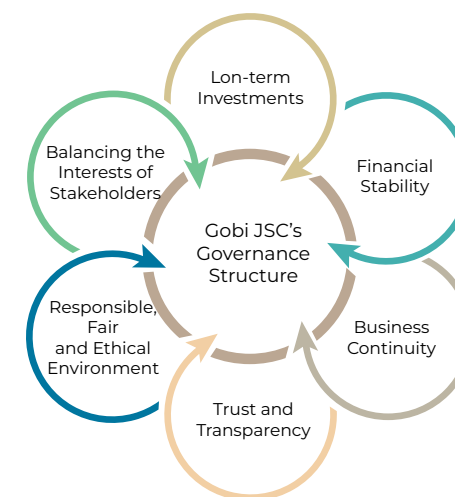 Lon-term
Investments
Balancing the
Interests of
Stakeholders
Financial
Stability
Gobi JSC's
Governance
Structure
Responsible,
Fair
and Ethical
Environment
Business
Continuity
Trust and
Transparency